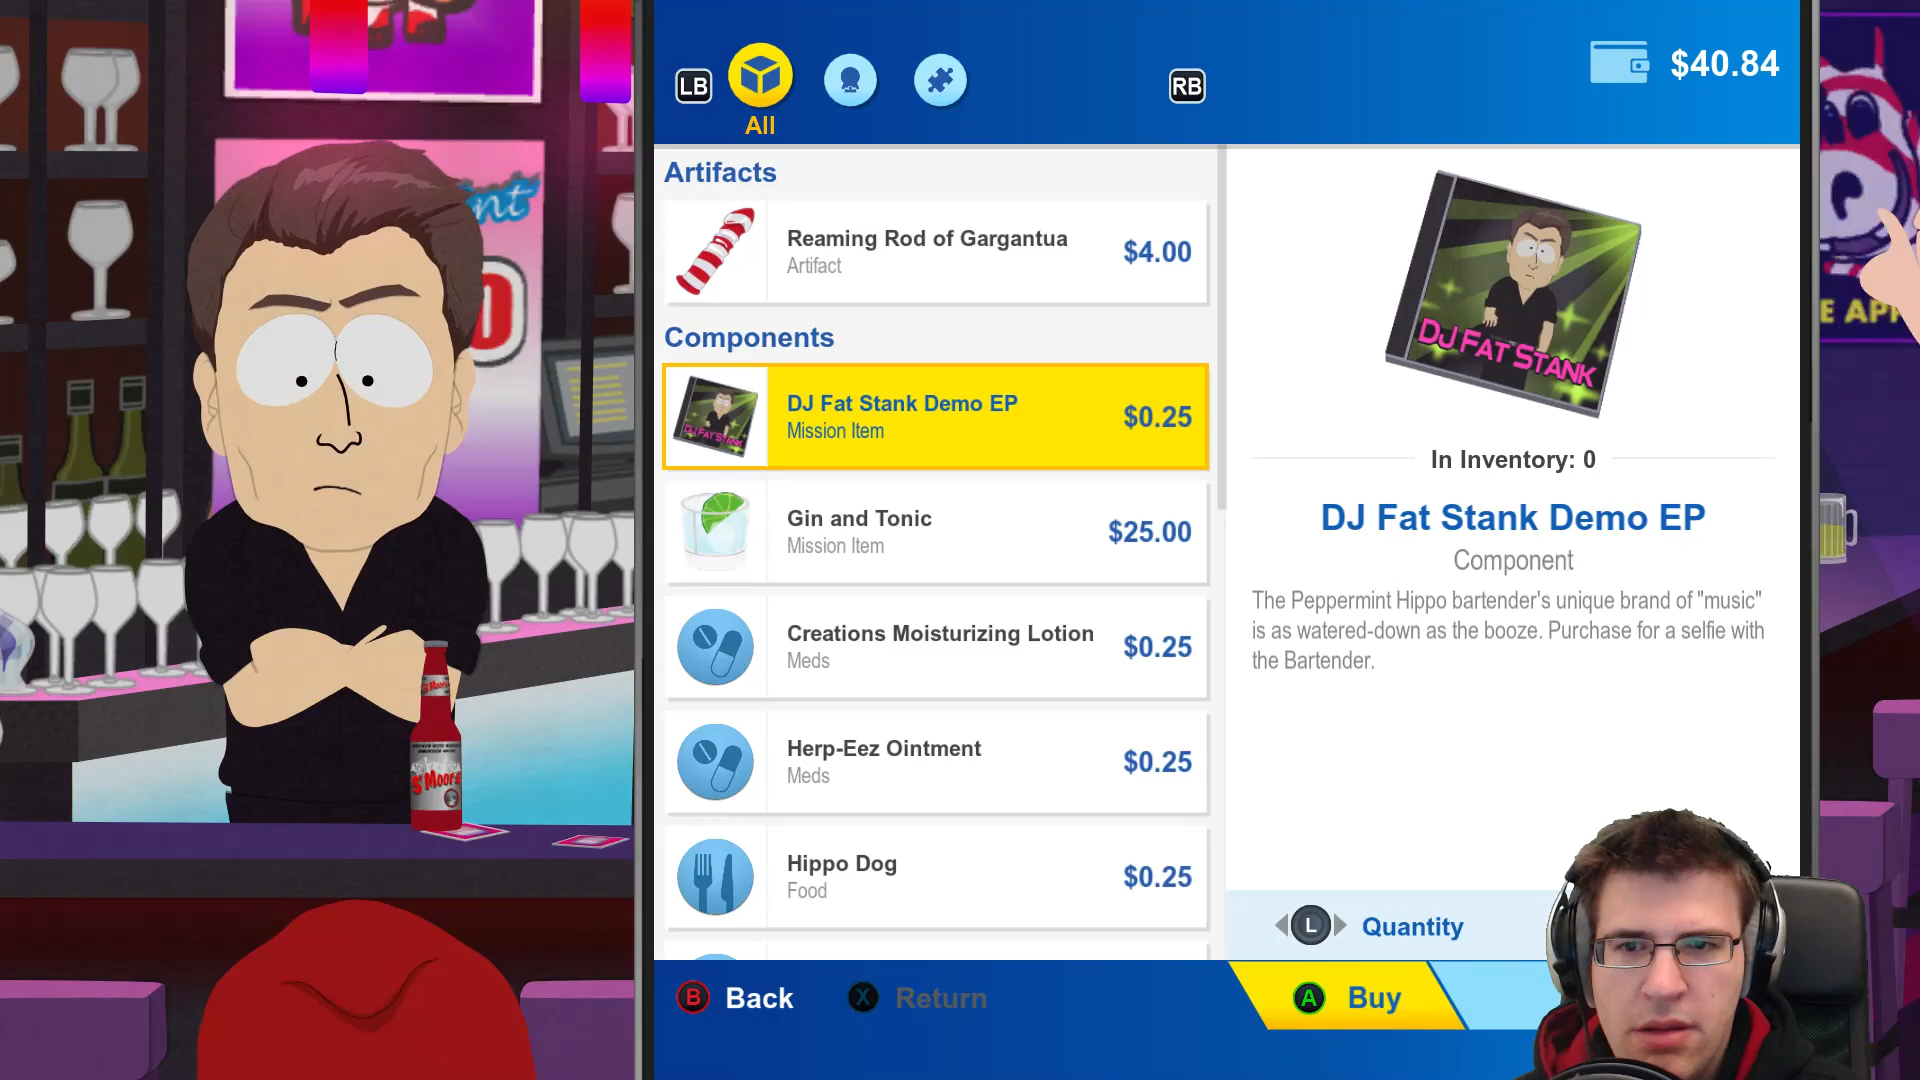 LB
All
RB
$40.84
Artifacts
Reaming Rod of Gargantua
Artifact
$4.00
Components
DJ Fat Stank Demo EP
Mission Item
$0.25
Gin and Tonic
Mission Item
$25.00
Creations Moisturizing Lotion
Meds
$0.25
Herp-Eez Ointment
Meds
$0.25
Hippo Dog
Food
$0.25
DJ FAT STANK
In Inventory: 0
DJ Fat Stank Demo EP
Component
The Peppermint Hippo bartender's unique brand of "music"
is as watered-down as the booze. Purchase for a selfie with
the Bartender.
L Quantity
B Back
X Return
A Buy